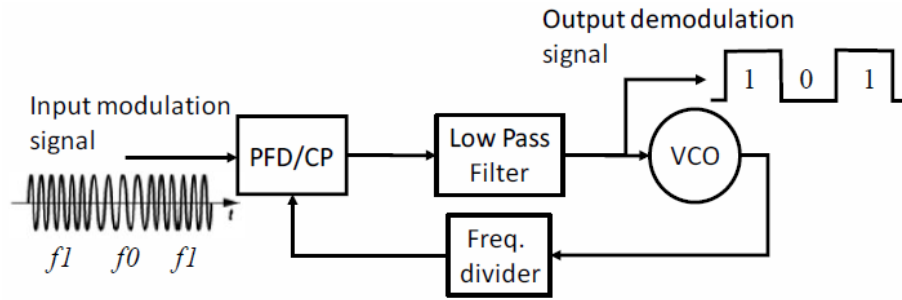 Output demodulation
signal
1 0 1
Input modulation
signal
PFD/CP
Low Pass
Filter
VCO
t
f1 f0 f1
Freq.
divider